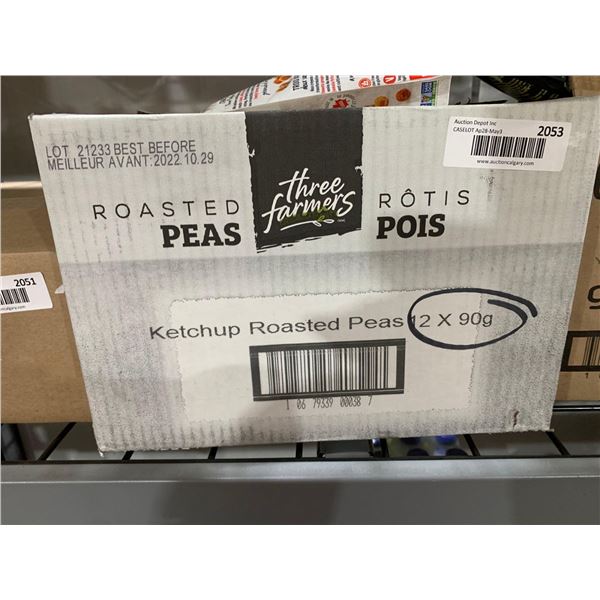 LOT 21233 BEST BEFORE
MEILLEUR AVANT:2022.10.29
Auction Depot Inc
CASELOT Ap28-May3
2053
www.auctioncalgary.com
three
farmers
ROASTED
PEAS
RÔTIS
POIS
2051
Ketchup Roasted Peas 12 X 90g
1 06 79339 00038 7